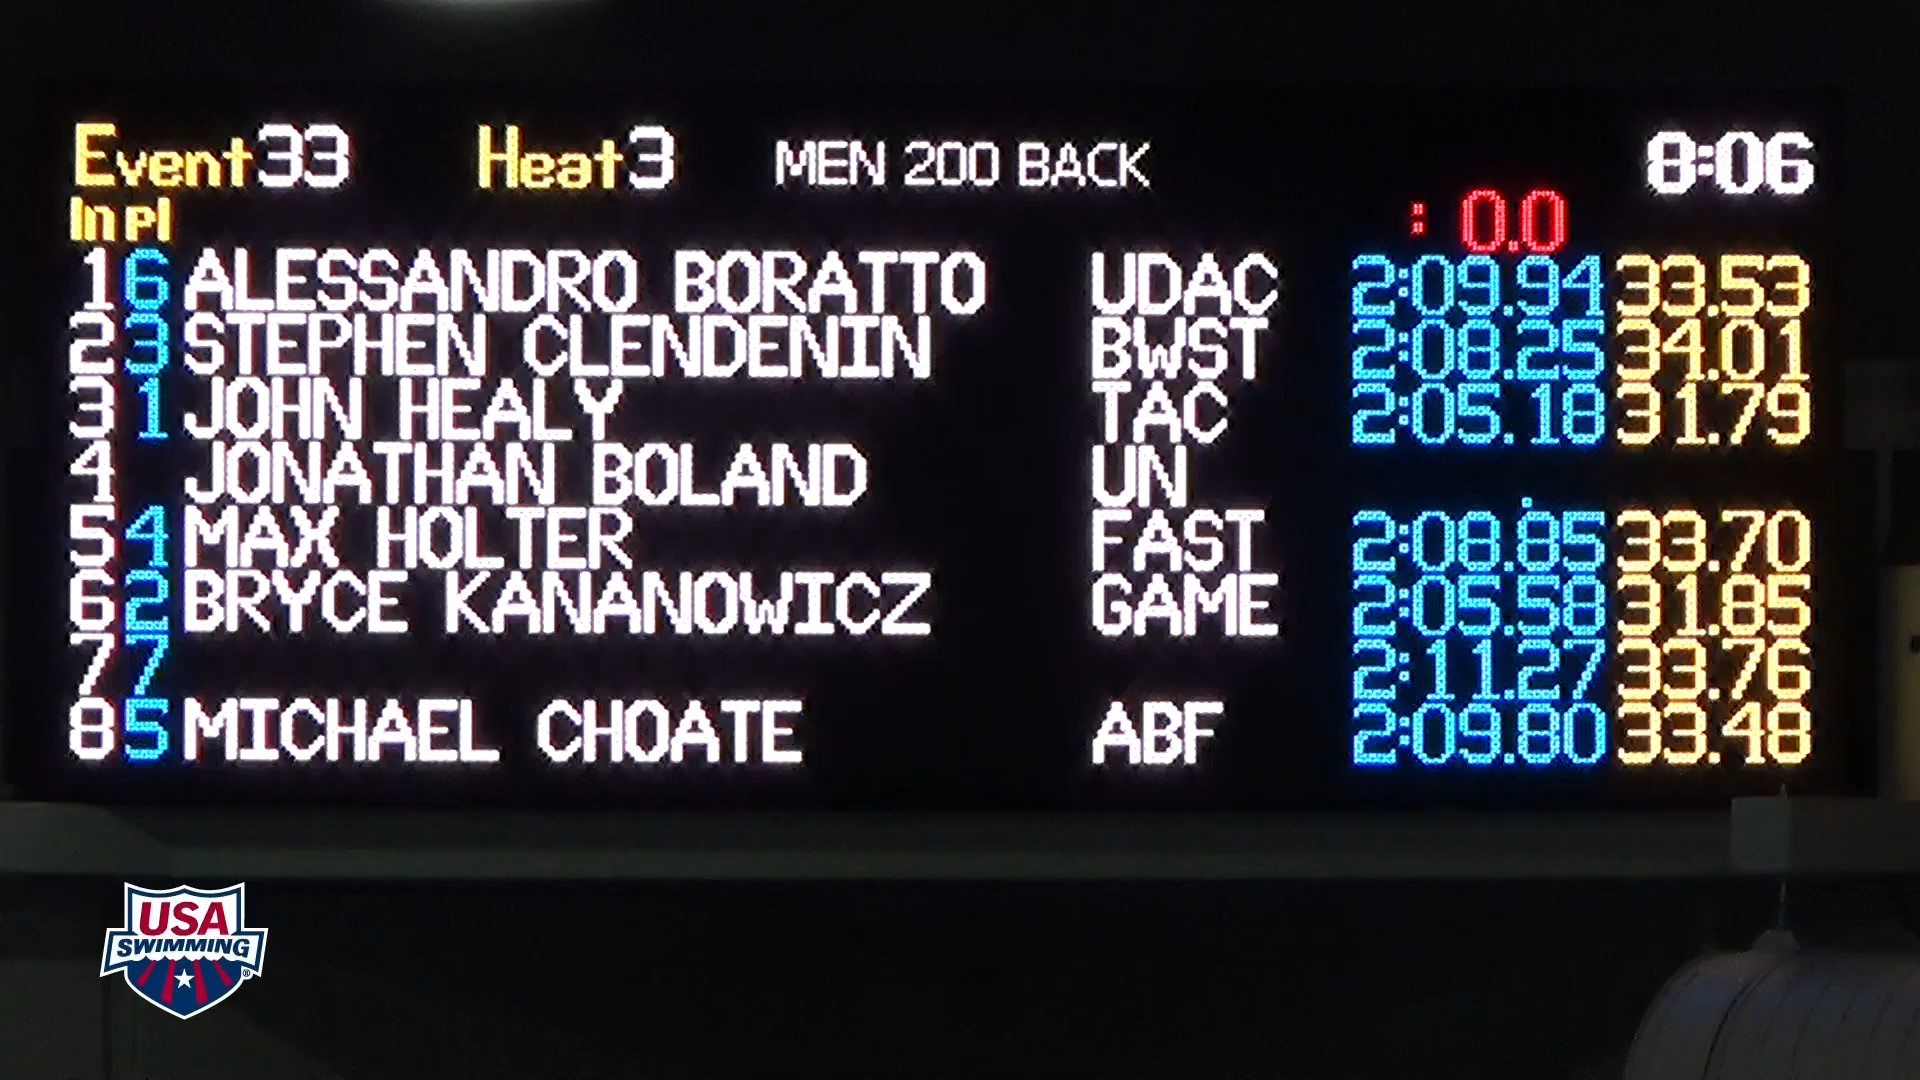 Event33 Heat3 MEN 200 BACK 8:06
ln pl : 0.0
1 6 ALESSANDRO BORATTO UDAC 2:09.94 33.53
2 3 STEPHEN CLENDENIN BWST 2:08.25 34.01
3 1 JOHN HEALY TAC 2:05.18 31.79
4 JONATHAN BOLAND UN .
5 4 MAX HOLTER FAST 2:08.85 33.70
6 2 BRYCE KANANOWICZ GAME 2:05.58 31.85
7 7 2:11.27 33.76
8 5 MICHAEL CHOATE ABF 2:09.80 33.48
USA
SWIMMING®